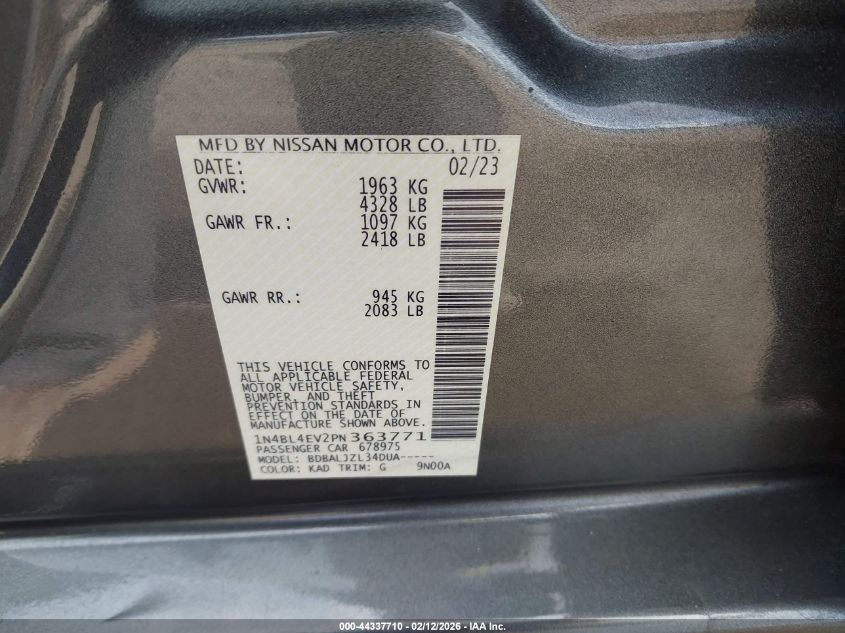 MFD BY NISSAN MOTOR CO., LTD.
DATE: 02/23
GVWR: 1963 KG
4328 LB
GAWR FR.: 1097 KG
2418 LB
GAWR RR.: 945 KG
2083 LB
THIS VEHICLE CONFORMS TO
ALL APPLICABLE FEDERAL
MOTOR VEHICLE SAFETY,
BUMPER, AND THEFT
PREVENTION STANDARDS IN
EFFECT ON THE DATE OF
MANUFACTURE SHOWN ABOVE.
1N4BL4EV2PN363771
PASSENGER CAR 678975
MODEL: BDBALJZL34DUA-----
COLOR: KAD TRIM: G 9N00A
000-44337710 - 02/12/2026 - IAA Inc.